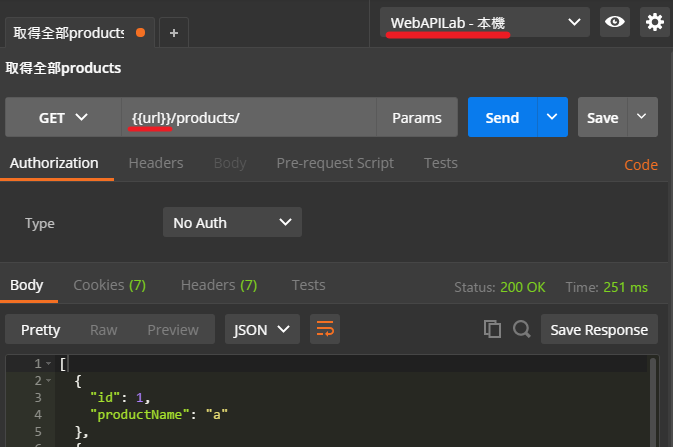 取得全部products
+
WebAPILab - 本機
取得全部products
GET {{url}}/products/ Params Send Save
Authorization Headers Body Pre-request Script Tests Code
Type No Auth
Body Cookies (7) Headers (7) Tests Status: 200 OK Time: 251 ms
Pretty Raw Preview JSON Save Response
1 [
2 {
3 "id": 1,
4 "productName": "a"
5 },
6 {